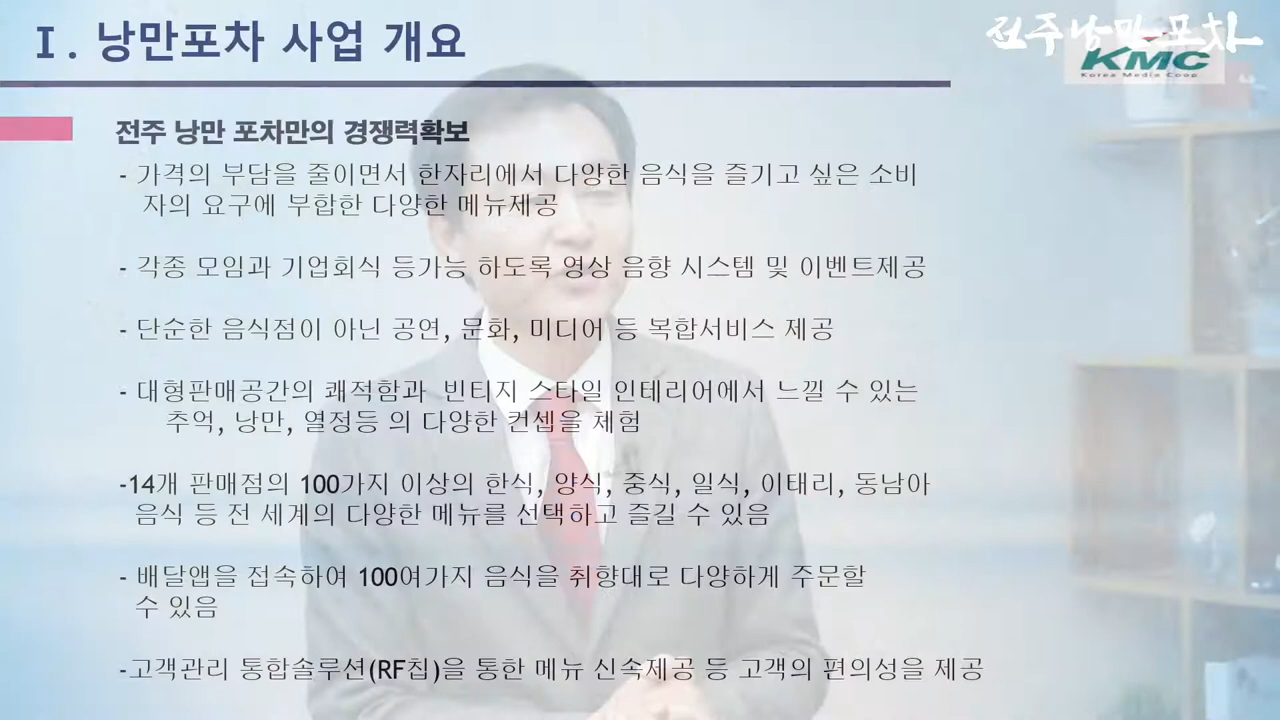 I. 낭만포차 사업 개요
전주낭만포차
KMC
Korea Media Coop
전주 낭만 포차만의 경쟁력확보
- 가격의 부담을 줄이면서 한자리에서 다양한 음식을 즐기고 싶은 소비
자의 요구에 부합한 다양한 메뉴제공
- 각종 모임과 기업회식 등가능 하도록 영상 음향 시스템 및 이벤트제공
- 단순한 음식점이 아닌 공연, 문화, 미디어 등 복합서비스 제공
- 대형판매공간의 쾌적함과 빈티지 스타일 인테리어에서 느낄 수 있는
추억, 낭만, 열정등 의 다양한 컨셉을 체험
-14개 판매점의 100가지 이상의 한식, 양식, 중식, 일식, 이태리, 동남아
음식 등 전 세계의 다양한 메뉴를 선택하고 즐길 수 있음
- 배달앱을 접속하여 100여가지 음식을 취향대로 다양하게 주문할
수 있음
-고객관리 통합솔루션(RF칩)을 통한 메뉴 신속제공 등 고객의 편의성을 제공